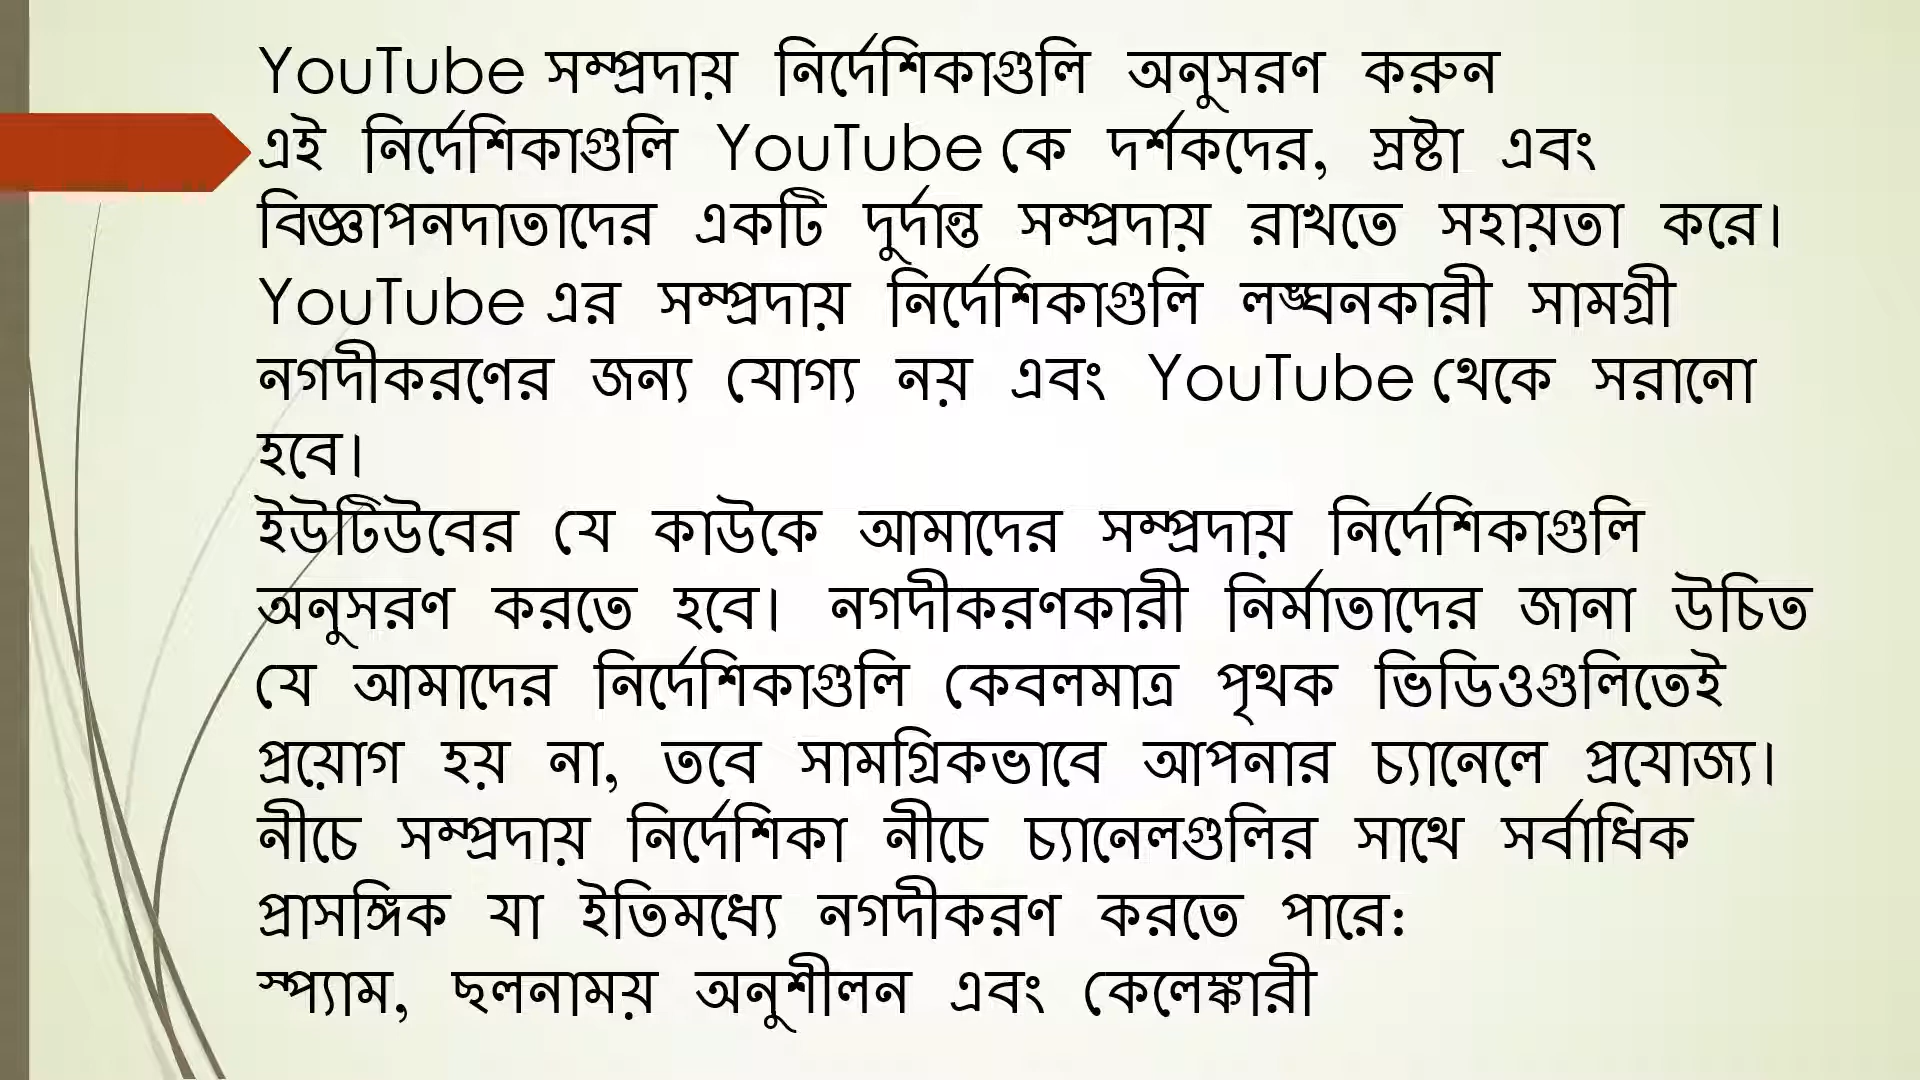 YouTube সম্প্রদায় নির্দেশিকাগুলি অনুসরণ করুন
এই নির্দেশিকাগুলি YouTube কে দর্শকদের, স্রষ্টা এবং
বিজ্ঞাপনদাতাদের একটি দুর্দান্ত সম্প্রদায় রাখতে সহায়তা করে।
YouTube এর সম্প্রদায় নির্দেশিকাগুলি লঙ্ঘনকারী সামগ্রী
নগদীকরণের জন্য যোগ্য নয় এবং YouTube থেকে সরানো
হবে।
ইউটিউবের যে কাউকে আমাদের সম্প্রদায় নির্দেশিকাগুলি
অনুসরণ করতে হবে। নগদীকরণকারী নির্মাতাদের জানা উচিত
যে আমাদের নির্দেশিকাগুলি কেবলমাত্র পৃথক ভিডিওগুলিতেই
প্রয়োগ হয় না, তবে সামগ্রিকভাবে আপনার চ্যানেলে প্রযোজ্য।
নীচে সম্প্রদায় নির্দেশিকা নীচে চ্যানেলগুলির সাথে সর্বাধিক
প্রাসঙ্গিক যা ইতিমধ্যে নগদীকরণ করতে পারে:
স্প্যাম, ছলনাময় অনুশীলন এবং কেলেঙ্কারী